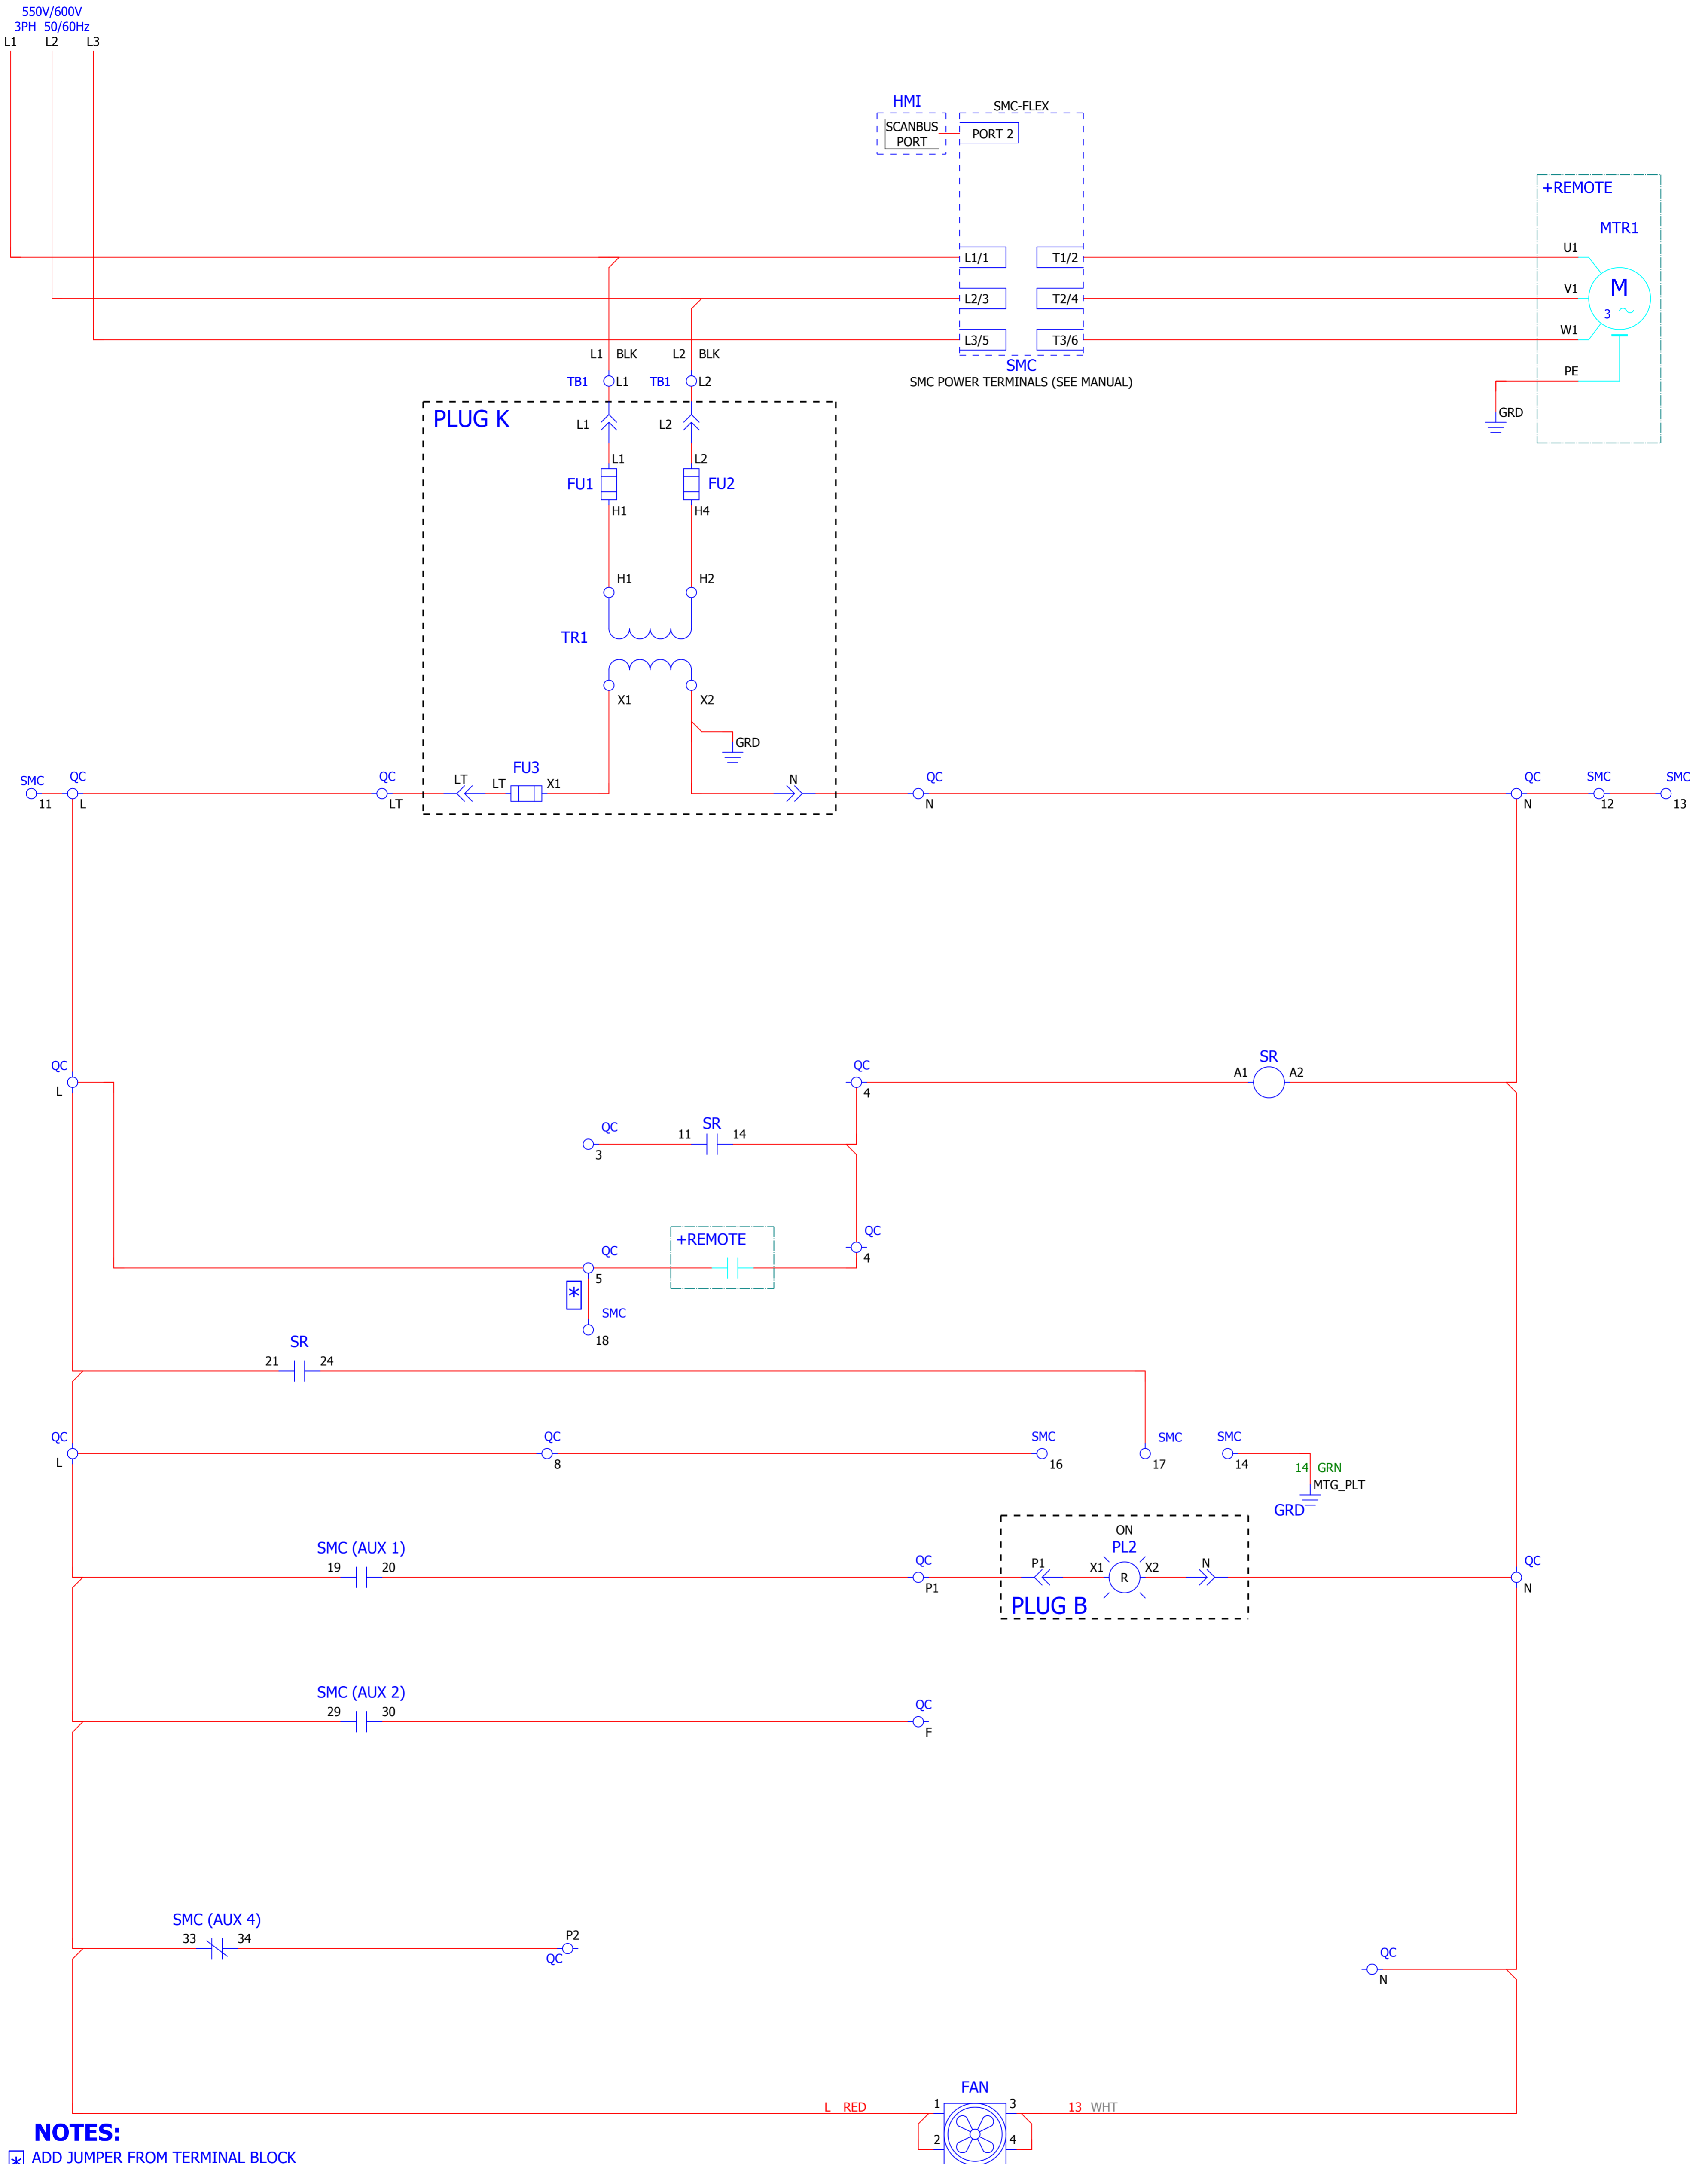 550V/600V
3PH 50/60Hz
L1 L2 L3
HMI
SMC-FLEX
SCANBUS
PORT
PORT 2
+REMOTE
MTR1
L1/1 T1/2 U1
L2/3 T2/4 V1
M
3
L3/5 T3/6 W1
L1 BLK L2 BLK
SMC
SMC POWER TERMINALS (SEE MANUAL)
PE
TB1 L1 TB1 L2
GRD
PLUG K
L1 L2
L1 L2
FU1 FU2
H1 H4
H1 H2
TR1
X1 X2
GRD
SMC QC QC LT LT FU3 X1 N QC QC SMC SMC
11 L LT N N 12 13
QC QC SR
L 4 A1 A2
QC 11 SR 14
3
+REMOTE QC
QC 4
5
*
SMC
18
SR
21 24
QC QC SMC SMC SMC
L 8 16 17 14
14 GRN
MTG_PLT
GRD
SMC (AUX 1)
19 20
QC
P1
ON
PL2
P1 X1 R X2 N
PLUG B
QC
N
SMC (AUX 2)
29 30
QC
F
SMC (AUX 4)
33 34
P2
QC
QC
N
FAN
L RED 1 3 13 WHT
2 4
NOTES:
* ADD JUMPER FROM TERMINAL BLOCK